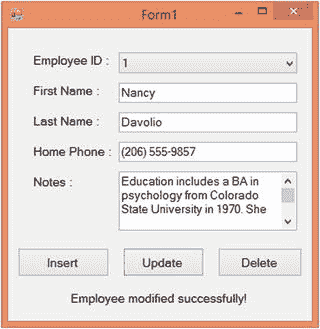 Form1
Employee ID : 1
First Name : Nancy
Last Name : Davolio
Home Phone : (206) 555-9857
Notes : Education includes a BA in
psychology from Colorado
State University in 1970. She
Insert Update Delete
Employee modified successfully!